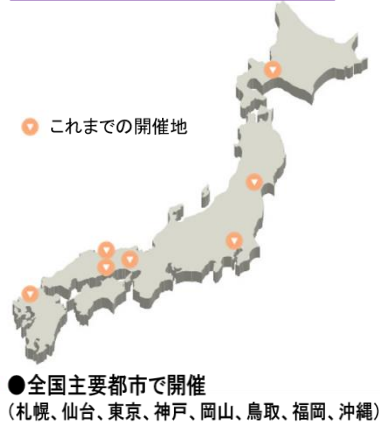 これまでの開催地
●全国主要都市で開催
（札幌、仙台、東京、神戸、岡山、鳥取、福岡、沖縄）